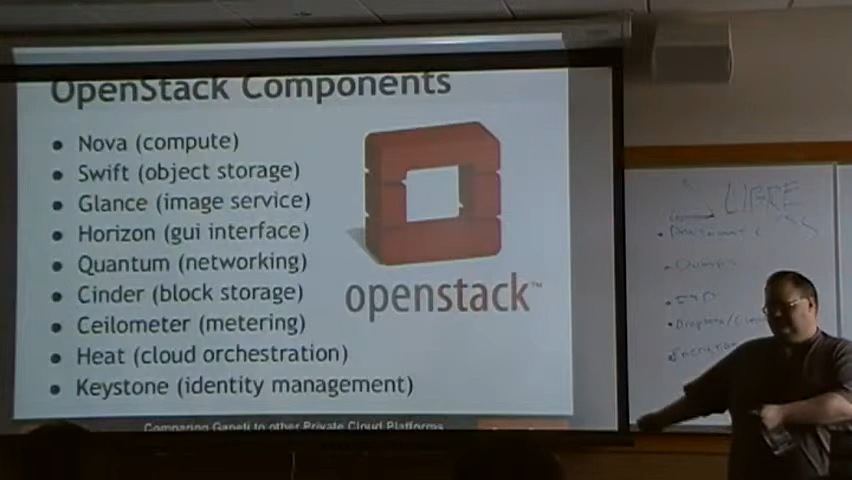 OpenStack Components
• Nova (compute)
• Swift (object storage)
• Glance (image service)
• Horizon (gui interface)
• Quantum (networking)
• Cinder (block storage)
• Ceilometer (metering)
• Heat (cloud orchestration)
• Keystone (identity management)
openstack™
Comparing Ganeti to other Private Cloud Platforms
LIBRE